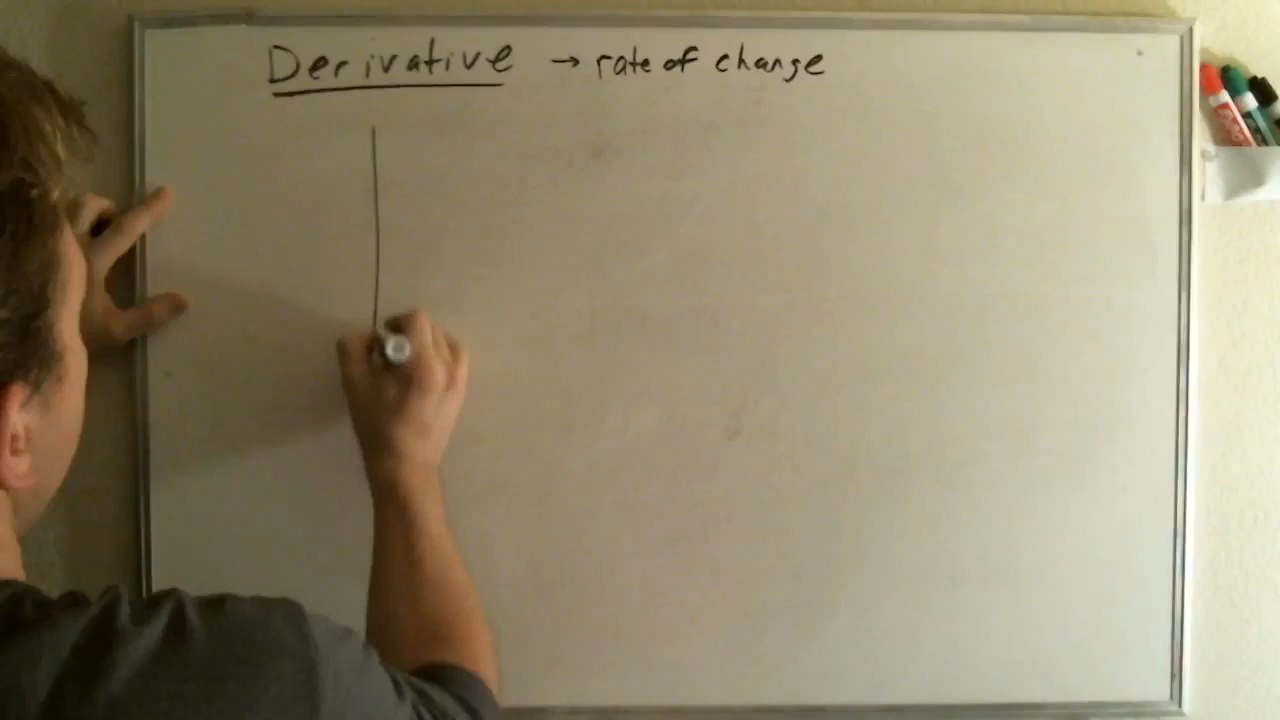 Derivative → rate of change